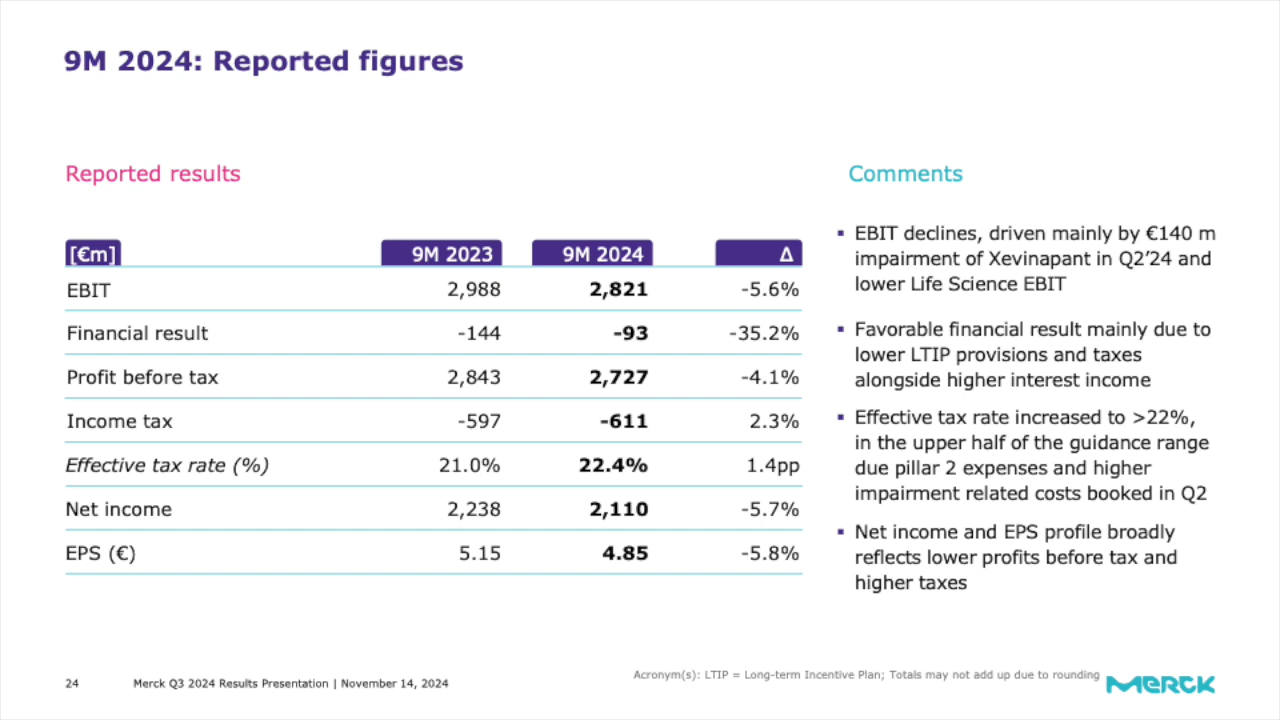 9M 2024: Reported figures
Reported results
[€m] 9M 2023 9M 2024 Δ
EBIT 2,988 2,821 -5.6%
Financial result -144 -93 -35.2%
Profit before tax 2,843 2,727 -4.1%
Income tax -597 -611 2.3%
Effective tax rate (%) 21.0% 22.4% 1.4pp
Net income 2,238 2,110 -5.7%
EPS (€) 5.15 4.85 -5.8%
Comments
▪ EBIT declines, driven mainly by €140 m
impairment of Xevinapant in Q2’24 and
lower Life Science EBIT
▪ Favorable financial result mainly due to
lower LTIP provisions and taxes
alongside higher interest income
▪ Effective tax rate increased to >22%,
in the upper half of the guidance range
due pillar 2 expenses and higher
impairment related costs booked in Q2
▪ Net income and EPS profile broadly
reflects lower profits before tax and
higher taxes
24 Merck Q3 2024 Results Presentation | November 14, 2024
Acronym(s): LTIP = Long-term Incentive Plan; Totals may not add up due to rounding
MERCK